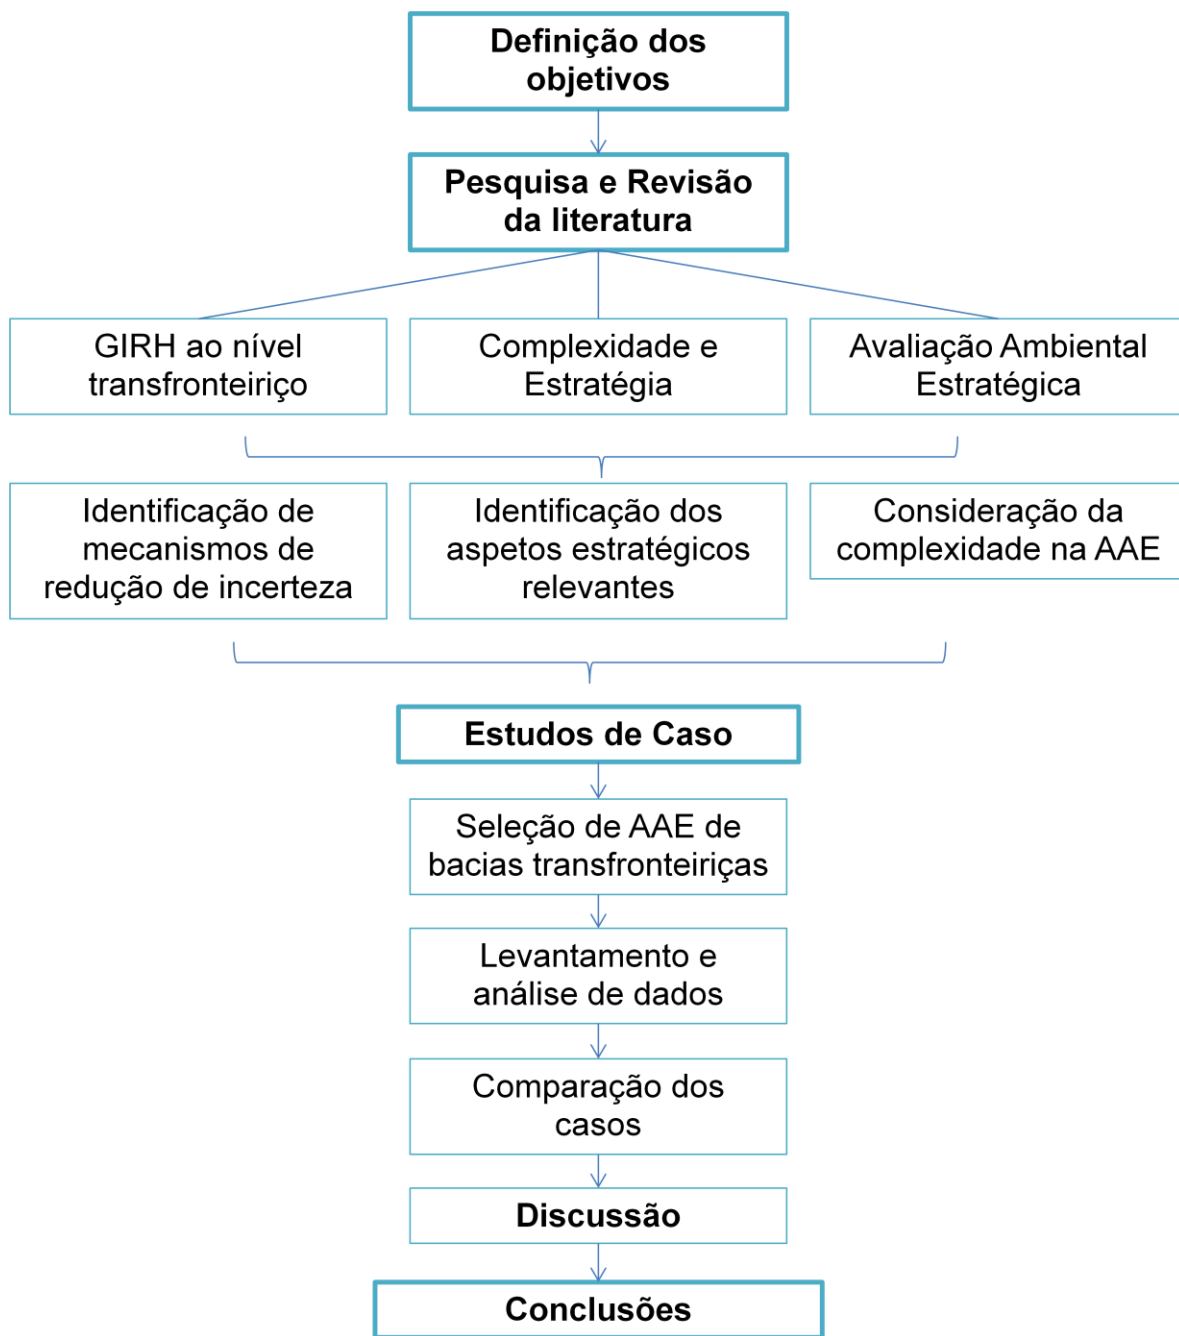 Definição dos
objetivos
Pesquisa e Revisão
da literatura
GIRH ao nível
transfronteiriço
Complexidade e
Estratégia
Avaliação Ambiental
Estratégica
Identificação de
mecanismos de
redução de incerteza
Identificação dos
aspetos estratégicos
relevantes
Consideração da
complexidade na AAE
Estudos de Caso
Seleção de AAE de
bacias transfronteiriças
Levantamento e
análise de dados
Comparação dos
casos
Discussão
Conclusões